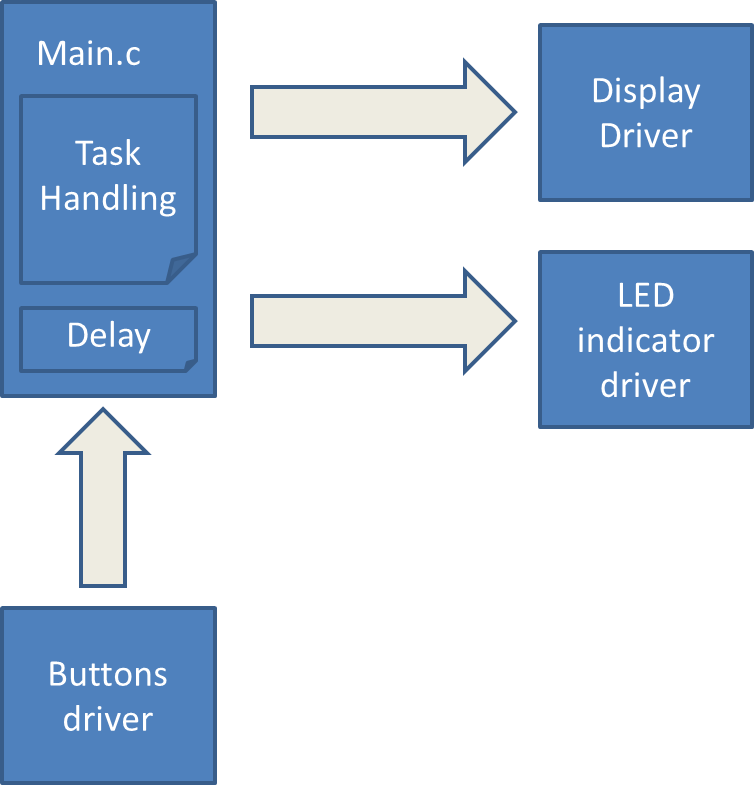 Main.c
Task
Handling
Delay
Display
Driver
LED
indicator
driver
Buttons
driver